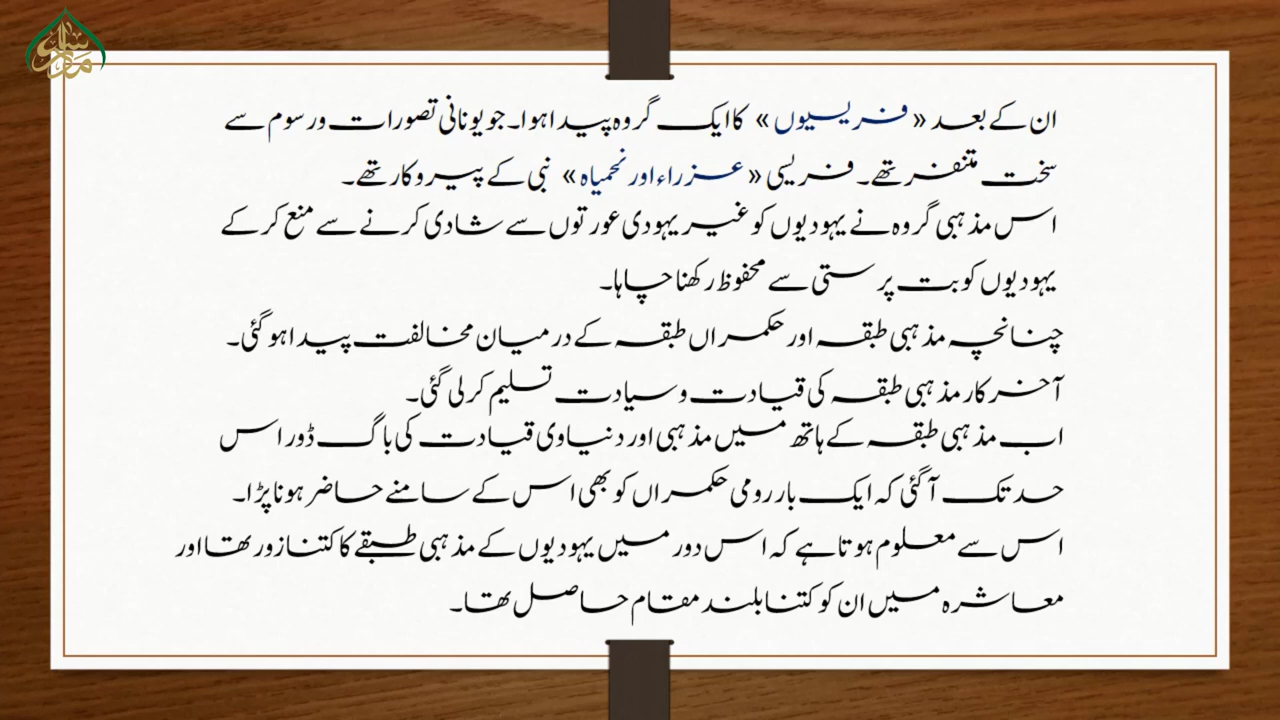 ان کے بعد « فریسیوں » کا ایک گروہ پیدا ہوا۔ جو یونانی تصورات ورسوم سے
سخت متنفر تھے۔ فریسی « عزراء اور نحمیاہ » نبی کے پیروکار تھے۔
اس مذہبی گروہ نے یہودیوں کو غیر یہودی عورتوں سے شادی کرنے سے منع کر کے
یہودیوں کو بت پرستی سے محفوظ رکھنا چاہا۔
چنانچہ مذہبی طبقہ اور حکمراں طبقہ کے درمیان مخالفت پیدا ہو گئی۔
آخر کار مذہبی طبقہ کی قیادت و سیادت تسلیم کر لی گئی۔
اب مذہبی طبقہ کے ہاتھ میں مذہبی اور دنیاوی قیادت کی باگ ڈور اس
حد تک آ گئی کہ ایک بار رومی حکمراں کو بھی اس کے سامنے حاضر ہونا پڑا۔
اس سے معلوم ہوتا ہے کہ اس دور میں یہودیوں کے مذہبی طبقے کا کتنا زور تھا اور
معاشرہ میں ان کو کتنا بلند مقام حاصل تھا۔